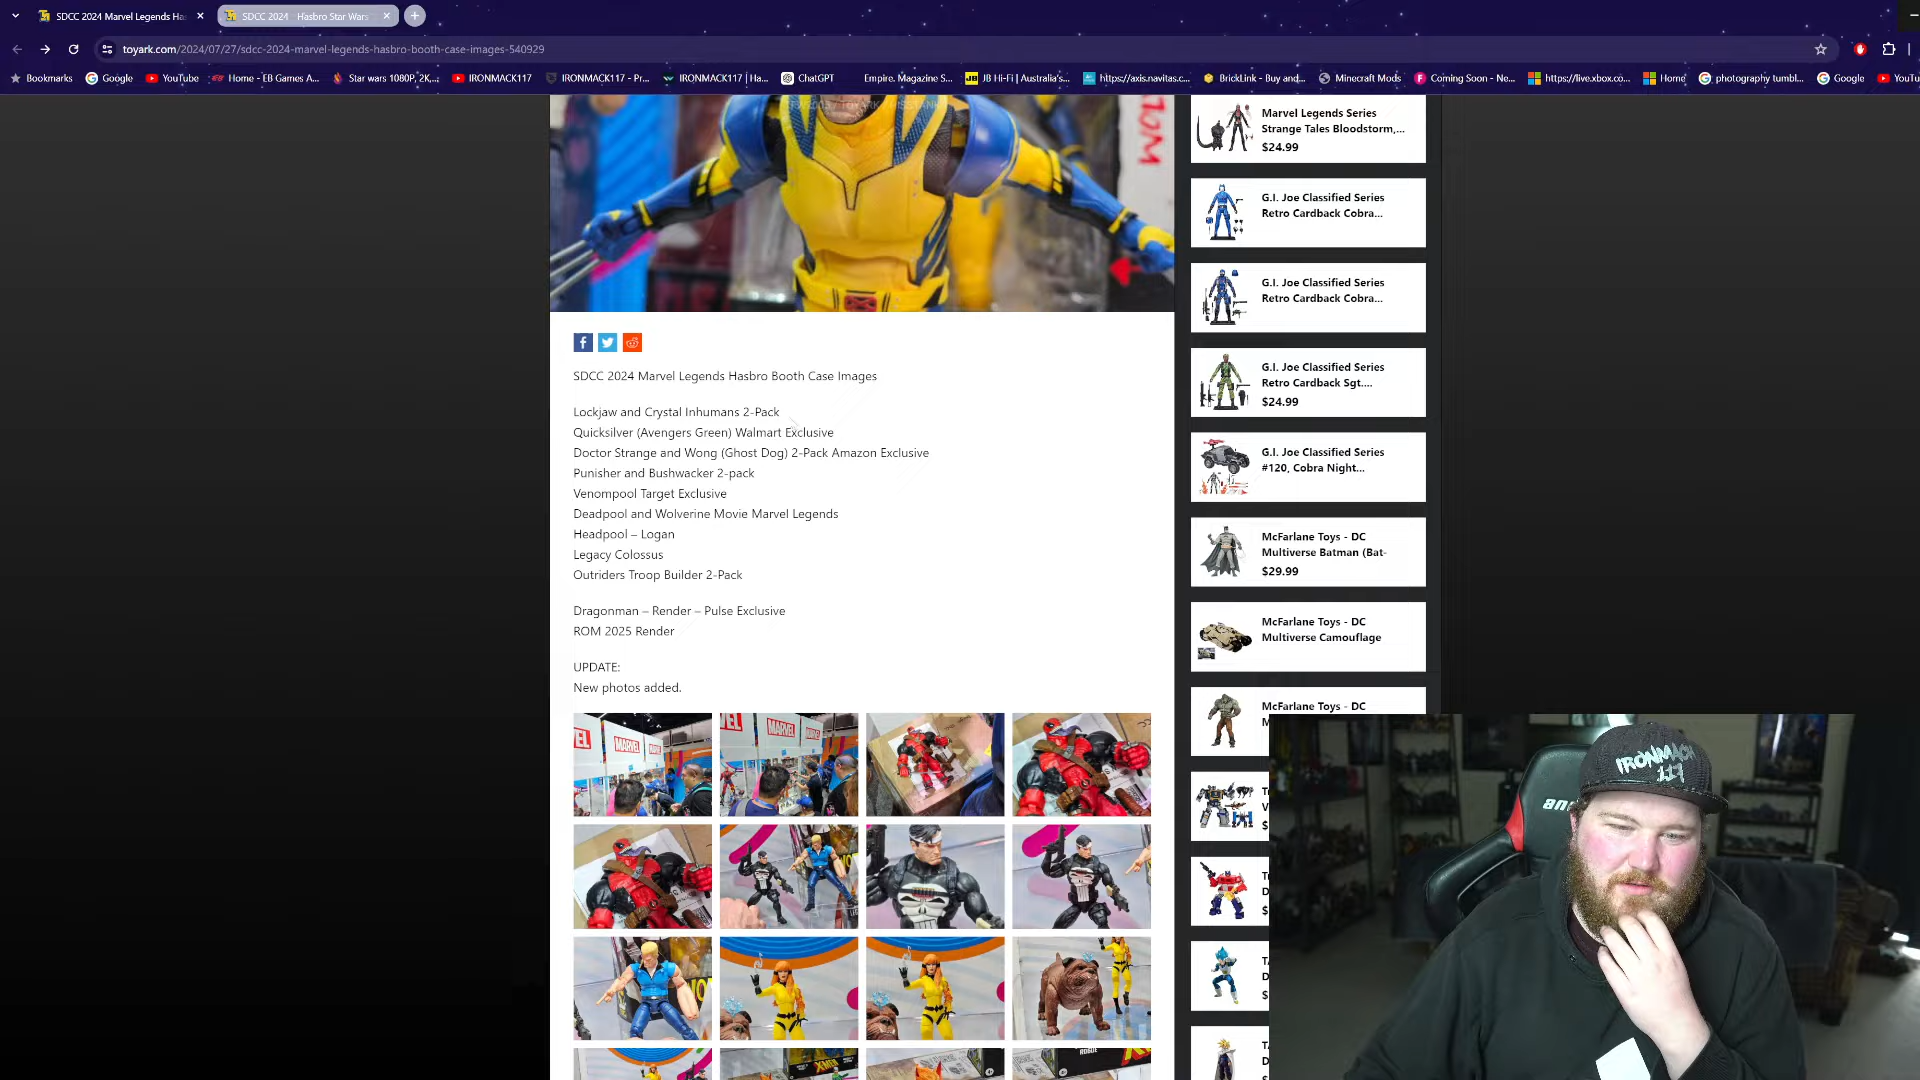 SDCC 2024 Marvel Legends Ha
SDCC 2024 - Hasbro Star Wars
toyark.com/2024/07/27/sdcc-2024-marvel-legends-hasbro-booth-case-images-540929
Bookmarks Google YouTube Home - EB Games A... Star wars 1080P, 2K,... IRONMACK117 IRONMACK117 - Pr... IRONMACK117 | Ha... ChatGPT Empire. Magazine S... JB Hi-Fi | Australia's... https://axis.navitas.c... BrickLink - Buy and... Minecraft Mods Coming Soon - Ne... https://live.xbox.co... Home photography tumbl... Google YouTu
Marvel Legends Series
Strange Tales Bloodstorm,...
$24.99
G.I. Joe Classified Series
Retro Cardback Cobra...
G.I. Joe Classified Series
Retro Cardback Cobra...
G.I. Joe Classified Series
Retro Cardback Sgt....
$24.99
G.I. Joe Classified Series
#120, Cobra Night...
McFarlane Toys - DC
Multiverse Batman (Bat-
$29.99
McFarlane Toys - DC
Multiverse Camouflage
McFarlane Toys - DC
SDCC 2024 Marvel Legends Hasbro Booth Case Images
Lockjaw and Crystal Inhumans 2-Pack
Quicksilver (Avengers Green) Walmart Exclusive
Doctor Strange and Wong (Ghost Dog) 2-Pack Amazon Exclusive
Punisher and Bushwacker 2-pack
Venompool Target Exclusive
Deadpool and Wolverine Movie Marvel Legends
Headpool – Logan
Legacy Colossus
Outriders Troop Builder 2-Pack
Dragonman – Render – Pulse Exclusive
ROM 2025 Render
UPDATE:
New photos added.
MARVEL
MARVEL
IRONMACK
117